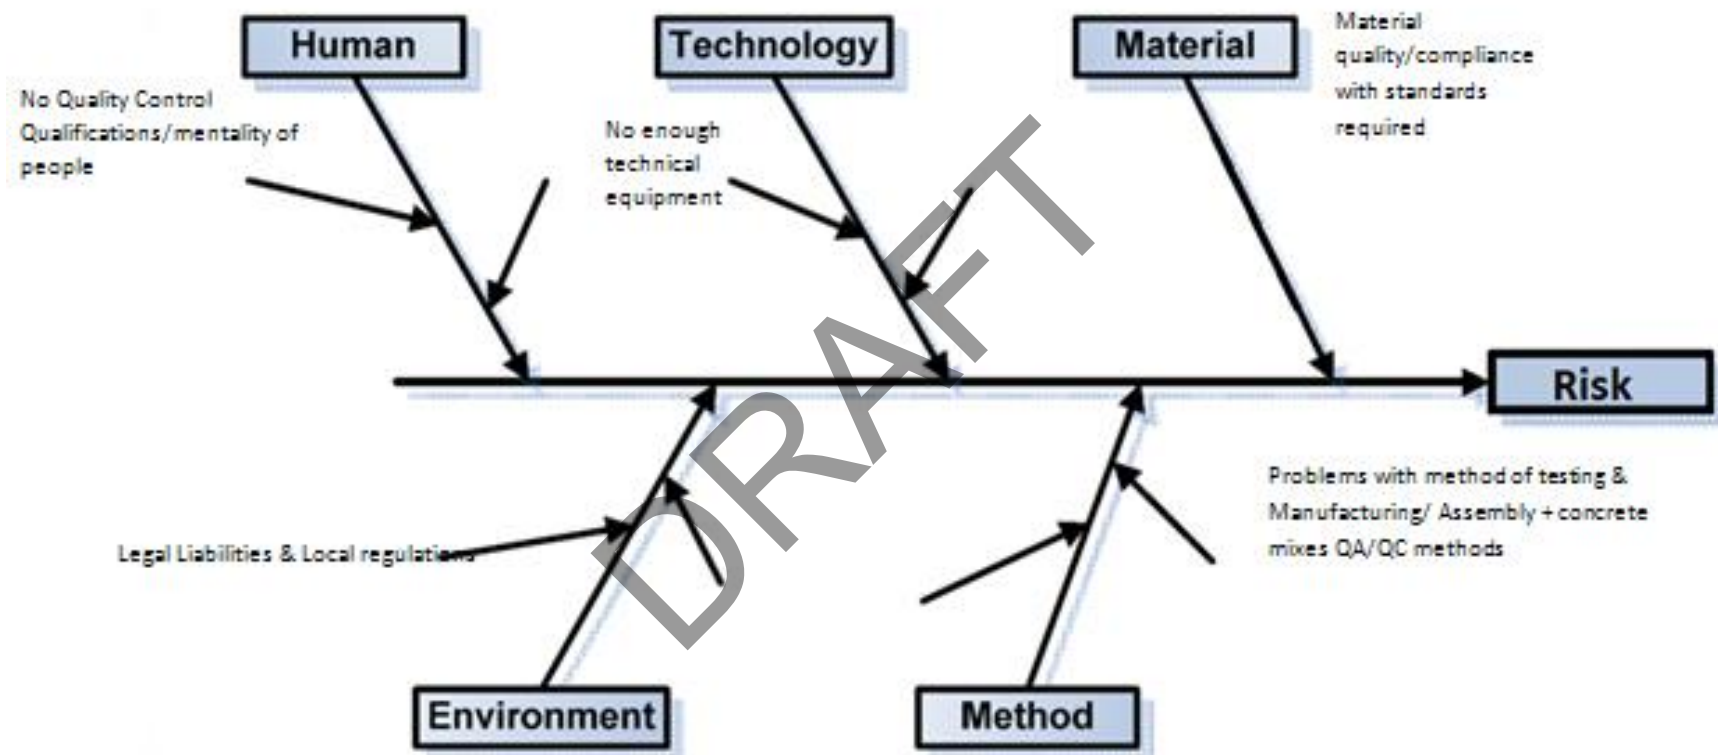 Human
Technology
Material
Material
quality/compliance
with standards
required
No Quality Control
Qualifications/mentality of
people
No enough
technical
equipment
DRAFT
Risk
Legal Liabilities & Local regulations
Problems with method of testing &
Manufacturing/ Assembly + concrete
mixes QA/QC methods
Environment
Method